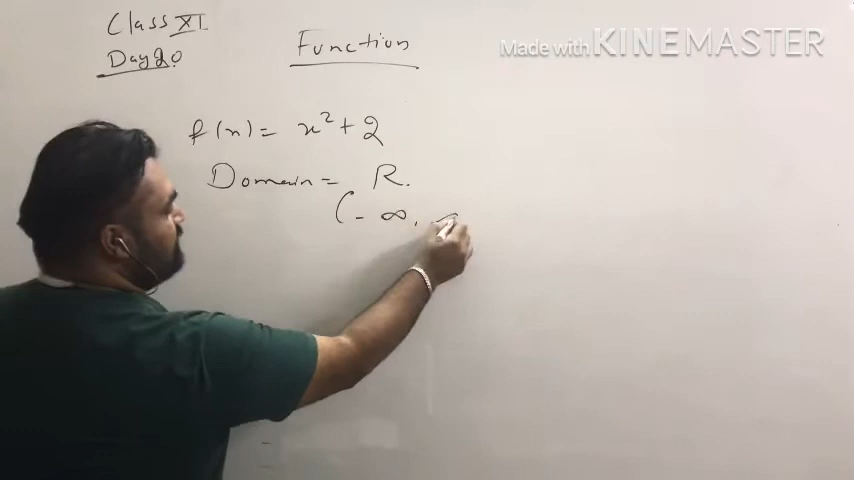 Class XI
Day 20
Function
Made with KINEMASTER
f(x) = x² + 2
Domain = R.
(- ∞,